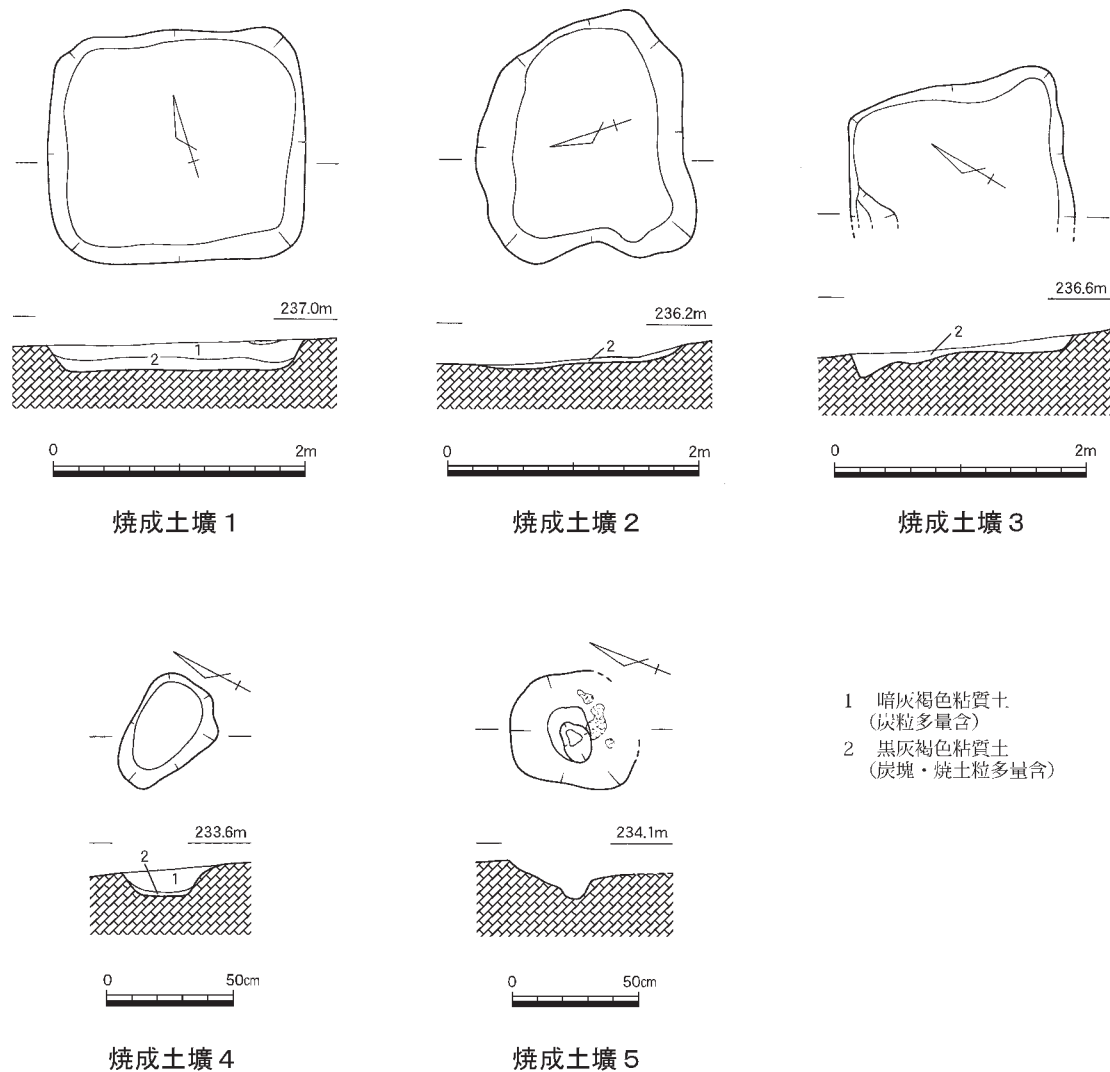 237.0m
1
2
0 2m
焼成土壙1
236.2m
2
0 2m
焼成土壙2
236.6m
2
0 2m
焼成土壙3
233.6m
2
1
0 50cm
焼成土壙4
234.1m
0 50cm
焼成土壙5
1 暗灰褐色粘質土
(炭粒多量含)
2 黒灰褐色粘質土
(炭塊・焼土粒多量含)